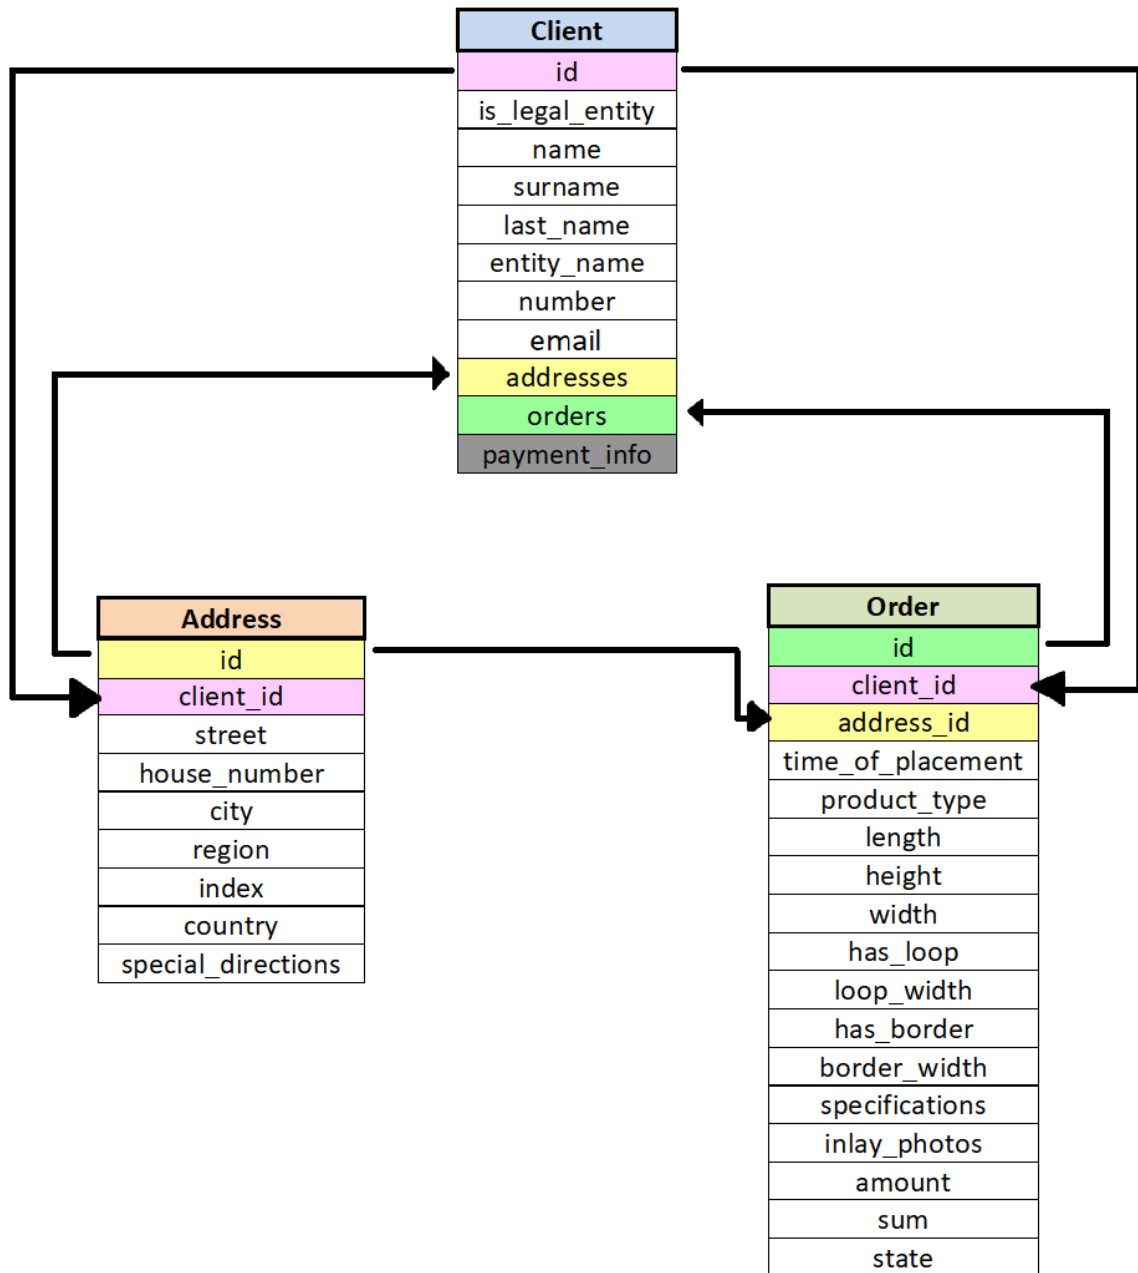 Client
id
is_legal_entity
name
surname
last_name
entity_name
number
email
addresses
orders
payment_info
Address
id
client_id
street
house_number
city
region
index
country
special_directions
Order
id
client_id
address_id
time_of_placement
product_type
length
height
width
has_loop
loop_width
has_border
border_width
specifications
inlay_photos
amount
sum
state